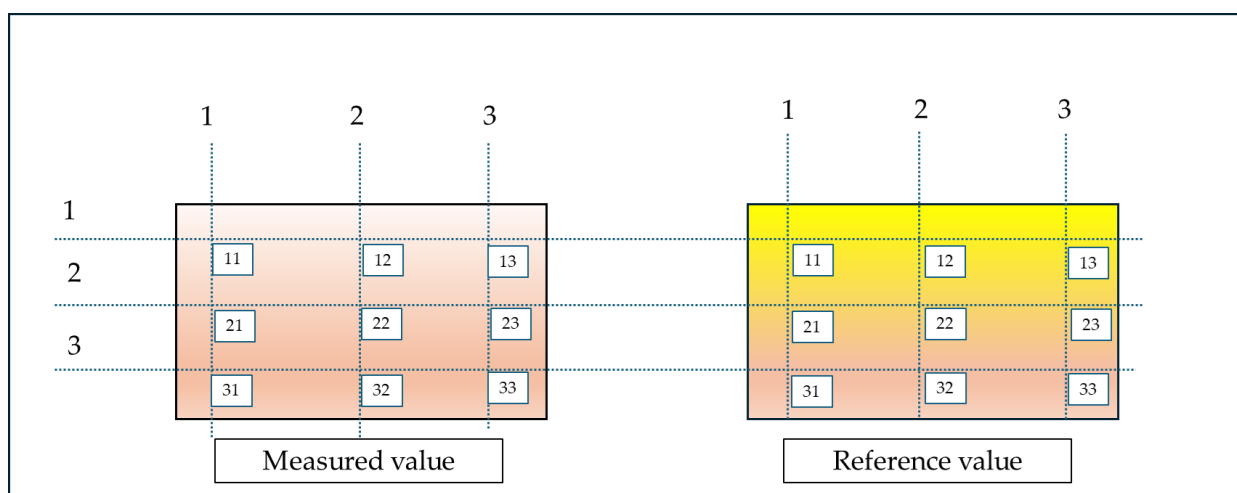 1 2 3 1 2 3
1
11 12 13 11 12 13
2
21 22 23 21 22 23
3
31 32 33 31 32 33
Measured value Reference value